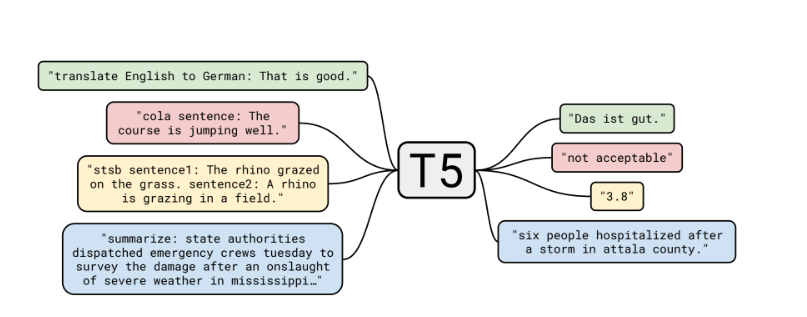 "translate English to German: That is good."
"cola sentence: The
course is jumping well."
"stsb sentence1: The rhino grazed
on the grass. sentence2: A rhino
is grazing in a field."
"summarize: state authorities
dispatched emergency crews tuesday to
survey the damage after an onslaught
of severe weather in mississippi…"
T5
"Das ist gut."
"not acceptable"
"3.8"
"six people hospitalized after
a storm in attala county."